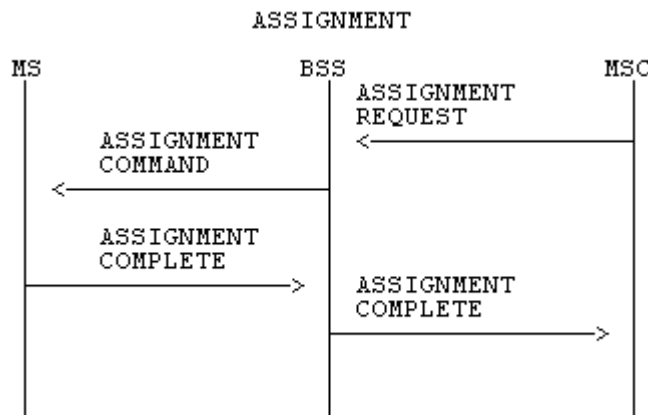 ASSIGNMENT
MS BSS MSC
ASSIGNMENT
REQUEST
ASSIGNMENT
COMMAND
ASSIGNMENT
COMPLETE
ASSIGNMENT
COMPLETE